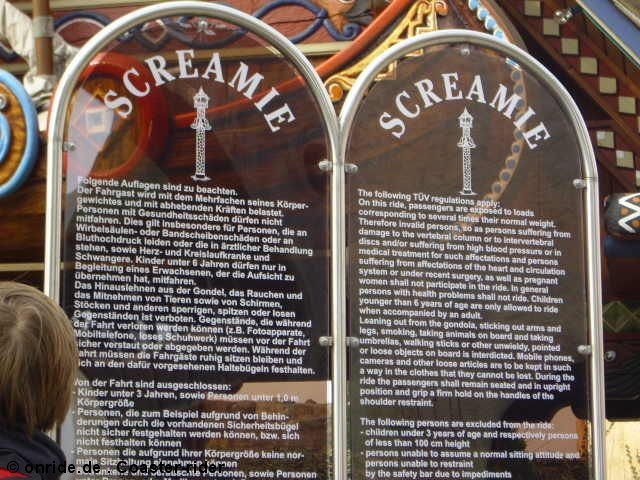 SCREAMIE
Folgende Auflagen sind zu beachten.
Der Fahrgast wird mit dem Mehrfachen seines Körper-
gewichtes und mit abhebenden Kräften belastet.
Personen mit Gesundheitsschäden dürfen nicht
mitfahren. Dies gilt insbesondere für Personen, die an
Wirbelsäulen- oder Bandscheibenschäden oder an
Bluthochdruck leiden oder die in ärztlicher Behandlung
stehen, sowie Herz- und Kreislaufkranke und
Schwangere. Kinder unter 6 Jahren dürfen nur in
Begleitung eines Erwachsenen, der die Aufsicht zu
übernehmen hat, mitfahren.
Das Hinauslehnen aus der Gondel, das Rauchen und
das Mitnehmen von Tieren sowie von Schirmen,
Stöcken und anderen sperrigen, spitzen oder losen
Gegenständen ist verboten. Gegenstände, die während
der Fahrt verloren werden können (z.B. Fotoapparate,
Mobiltelefone, loses Schuhwerk) müssen vor der Fahrt
sicher verstaut oder abgegeben werden. Während der
Fahrt müssen die Fahrgäste ruhig sitzen bleiben und
sich an den dafür vorgesehenen Haltebügeln festhalten.
Von der Fahrt sind ausgeschlossen:
- Kinder unter 3 Jahren, sowie Personen unter 1,0 m
Körpergröße
- Personen, die zum Beispiel aufgrund von Behin-
derungen durch die vorhandenen Sicherheitsbügel
nicht sicher festgehalten werden können, bzw. sich
nicht festhalten können
- Personen die aufgrund ihrer Körpergröße keine nor-
male Sitzhaltung einnehmen können
sowie Personen
SCREAMIE
The following TÜV regulations apply:
On this ride, passengers are exposed to loads
corresponding to several times their normal weight.
Therefore invalid persons, so as persons suffering from
damage to the vertebral column or to intervertebral
discs and/or suffering from high blood pressure or in
medical treatment for such affectations and persons
suffering from affectations of the heart and circulation
system or under recent surgery, as well as pregnant
women shall not participate in the ride. In general
persons with health problems shall not ride. Children
younger than 6 years of age are only allowed to ride
when accompanied by an adult.
Leaning out from the gondola, sticking out arms and
legs, smoking, taking animals on board and taking
umbrellas, walking sticks or other unwieldy, pointed
or loose objects on board is interdicted. Mobile phones,
cameras and other loose articles are to be kept in such
a way in the clothes that they cannot be lost. During the
ride the passengers shall remain seated and in upright
position and grip a firm hold on the handles of the
shoulder restraint.
The following persons are excluded from the ride:
- children under 3 years of age and respectively persons
of less than 100 cm height
- persons unable to assume a normal sitting attitude and
persons unable to restraint
by the safety bar due to impediments
© onride.de - Coasterrider